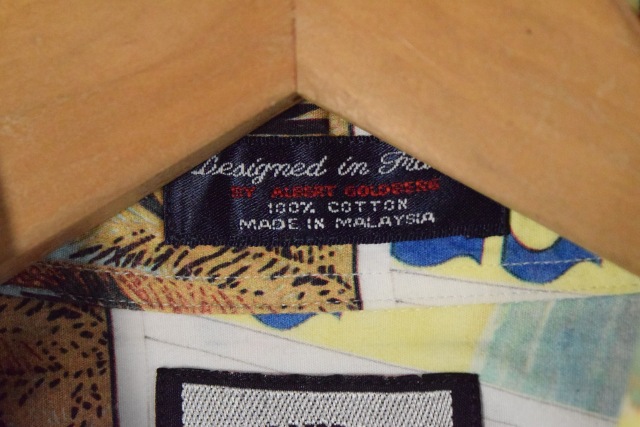 Designed in
BY ALBERT GOLDBERG
100% COTTON
MADE IN MALAYSIA